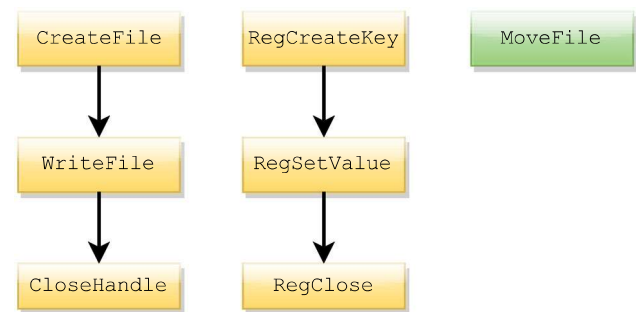 CreateFile
RegCreateKey
MoveFile
WriteFile
RegSetValue
CloseHandle
RegClose